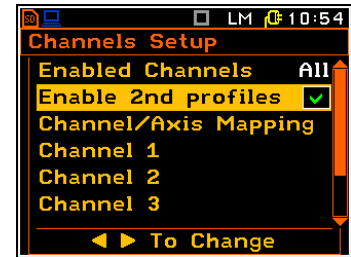 SD LM 10:54
Channels Setup
Enabled Channels All
Enable 2nd profiles
Channel/Axis Mapping
Channel 1
Channel 2
Channel 3
To Change